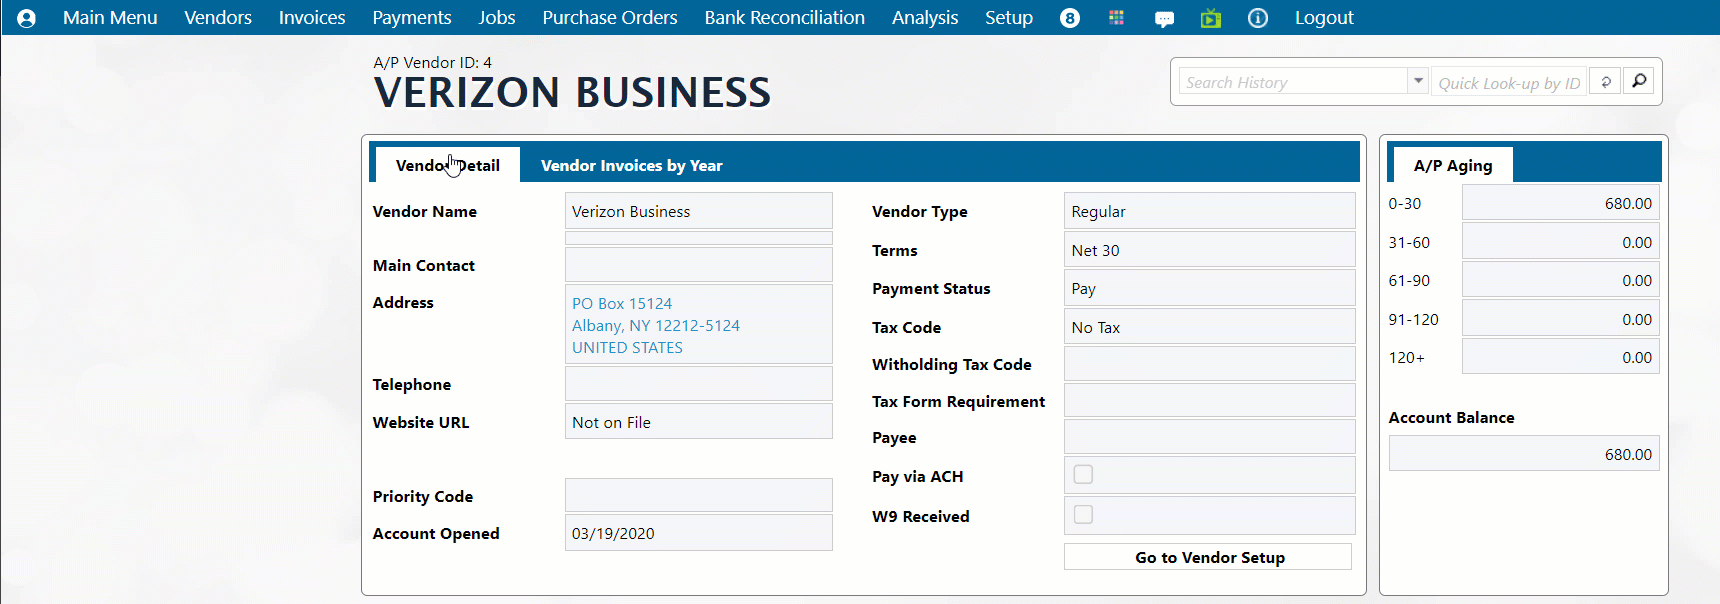 Main Menu Vendors Invoices Payments Jobs Purchase Orders Bank Reconciliation Analysis Setup 8 Logout
A/P Vendor ID: 4
VERIZON BUSINESS
Search History Quick Look-up by ID
Vendor Detail Vendor Invoices by Year
Vendor Name Verizon Business
Main Contact
Address PO Box 15124
Albany, NY 12212-5124
UNITED STATES
Telephone
Website URL Not on File
Priority Code
Account Opened 03/19/2020
Vendor Type Regular
Terms Net 30
Payment Status Pay
Tax Code No Tax
Witholding Tax Code
Tax Form Requirement
Payee
Pay via ACH
W9 Received
Go to Vendor Setup
A/P Aging
0-30 680.00
31-60 0.00
61-90 0.00
91-120 0.00
120+ 0.00
Account Balance
680.00